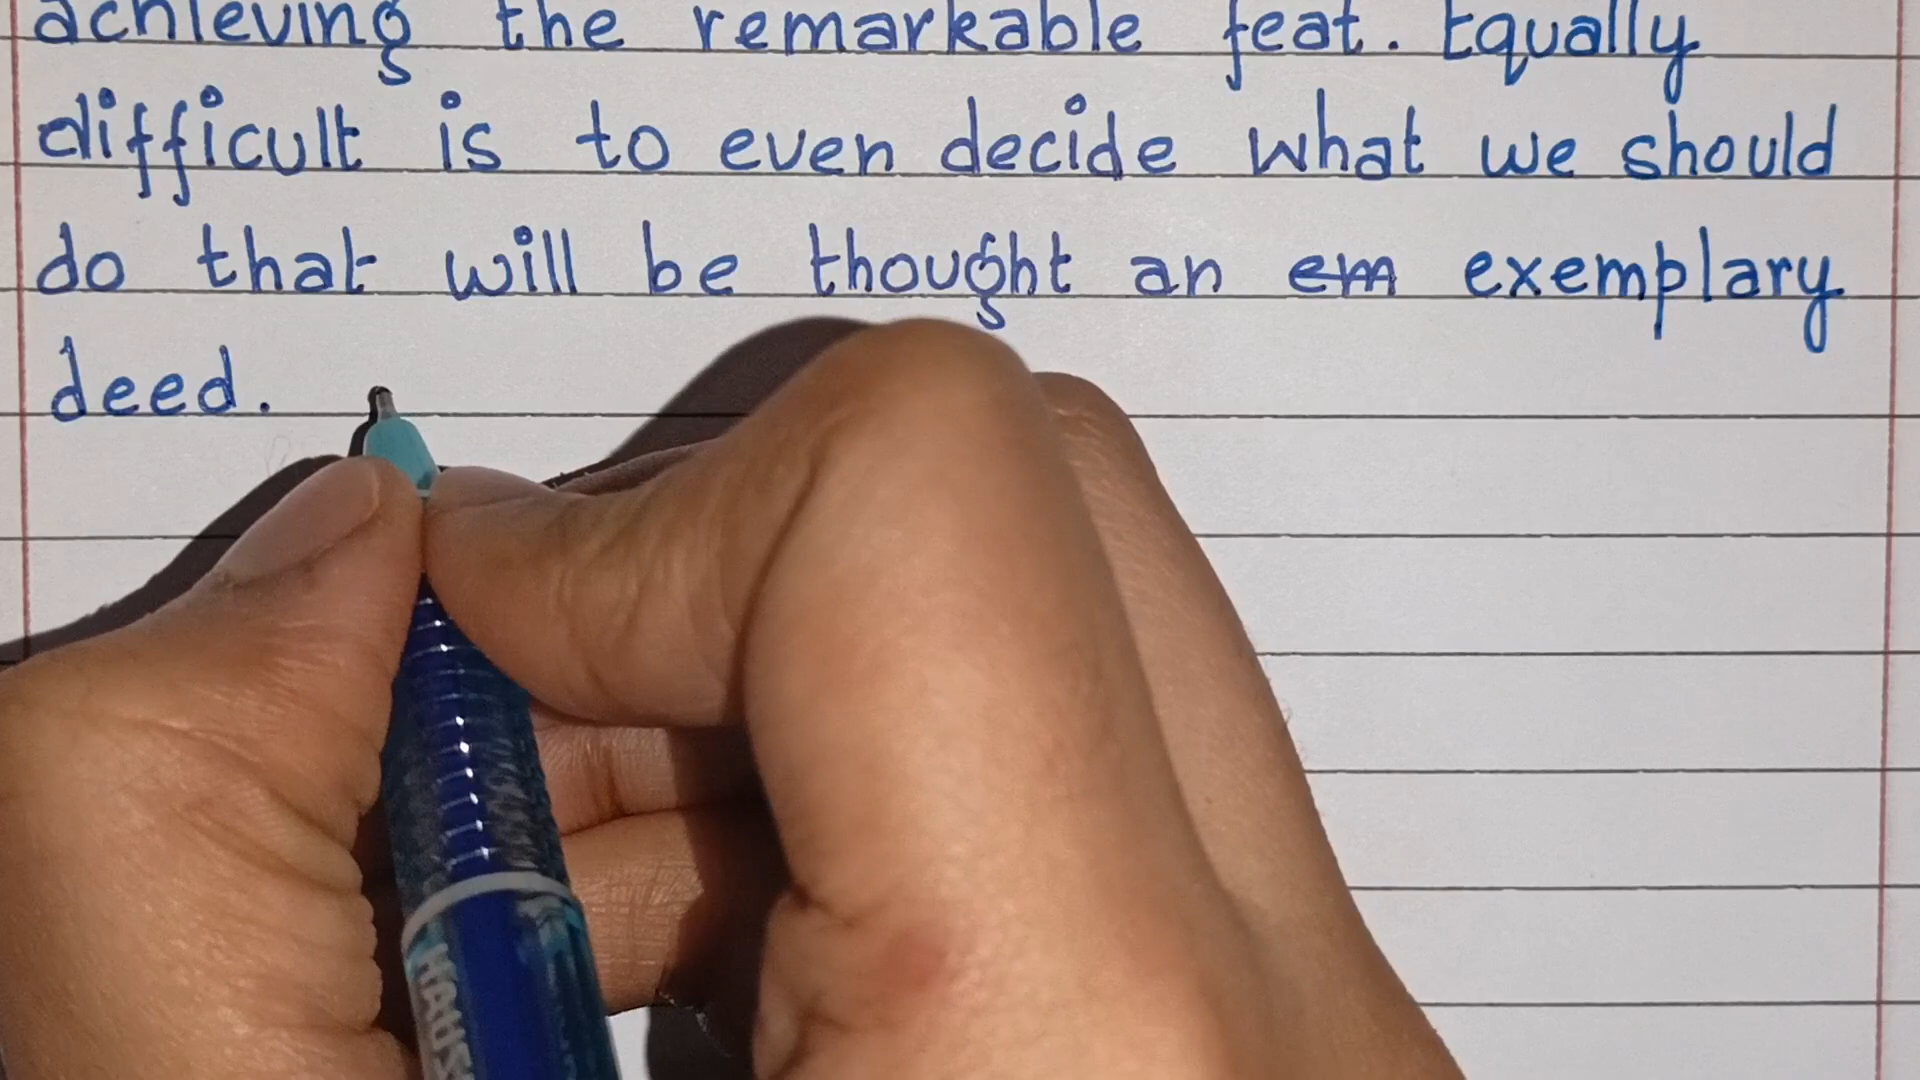 achieving the remarkable feat. Equally
difficult is to even decide what we should
do that will be thought an em exemplary
deed.
HAUS